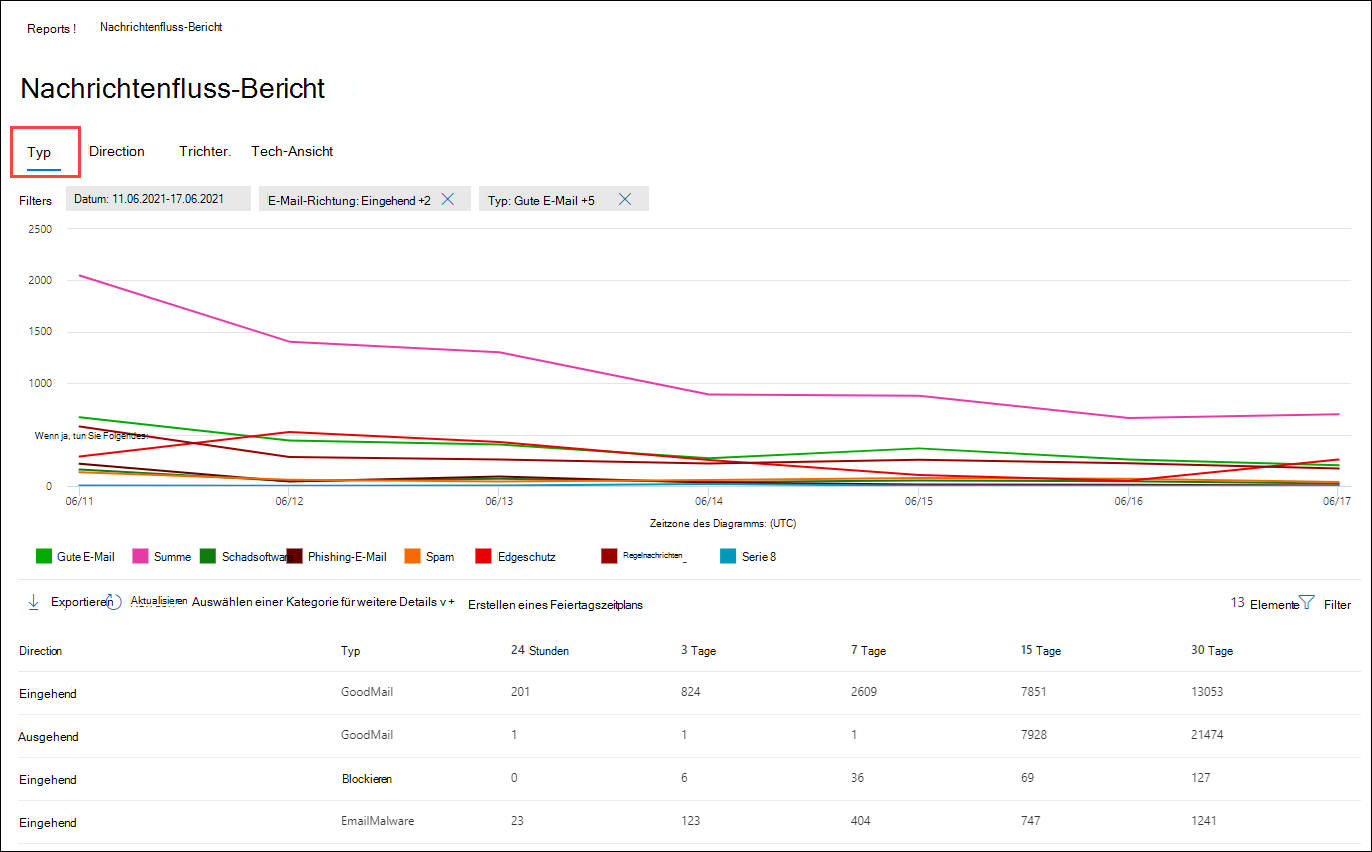 Reports ! Nachrichtenfluss-Bericht
Nachrichtenfluss-Bericht
Typ Direction Trichter. Tech-Ansicht
Filters Datum: 11.06.2021-17.06.2021 E-Mail-Richtung: Eingehend +2 Typ: Gute E-Mail +5
2500
2000
1500
1000
Wenn ja, tun Sie Folgendes:
0
06/11 06/12 06/13 06/14 06/15 06/16 06/17
Zeitzone des Diagramms: (UTC)
Gute E-Mail Summe Schadsoftware Phishing-E-Mail Spam Edgeschutz Regelnachrichten Serie 8
Exportieren Aktualisieren Auswählen einer Kategorie für weitere Details v + Erstellen eines Feiertagszeitplans 13 Elemente Filter
Direction Typ 24 Stunden 3 Tage 7 Tage 15 Tage 30 Tage
Eingehend GoodMail 201 824 2609 7851 13053
Ausgehend GoodMail 1 1 1 7928 21474
Eingehend Blockieren 0 6 36 69 127
Eingehend EmailMalware 23 123 404 747 1241